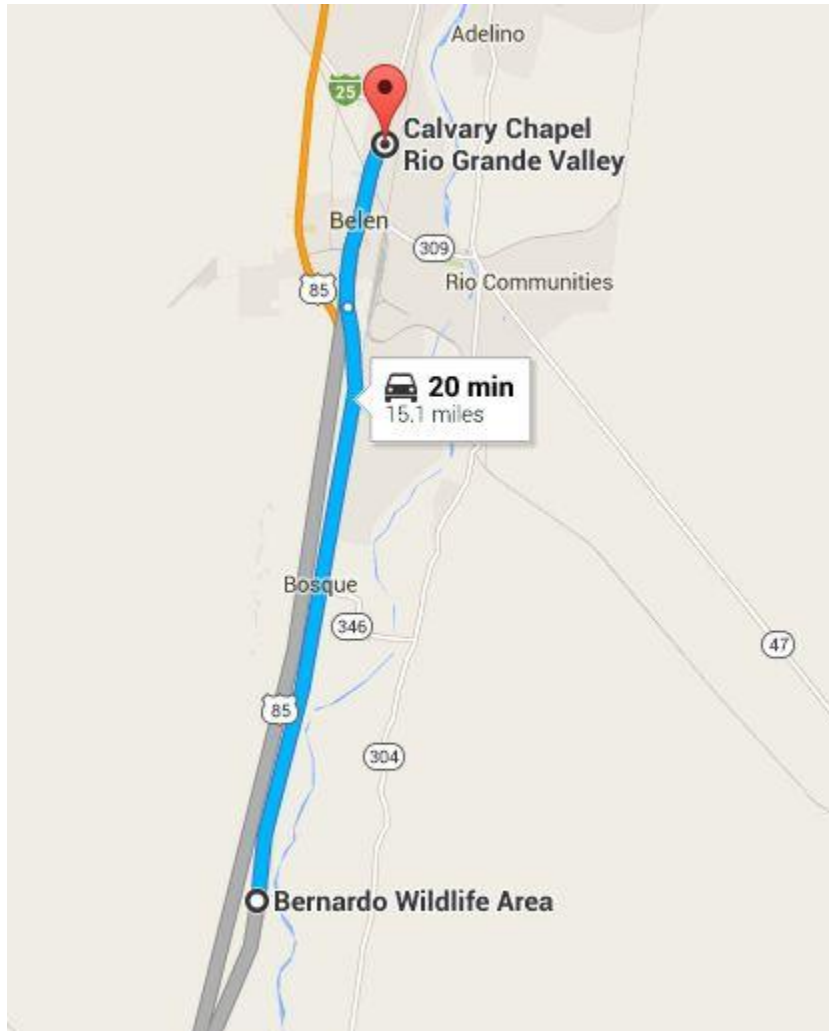 Adelino
25
Calvary Chapel
Rio Grande Valley
Belen
309
85
Rio Communities
20 min
15.1 miles
Bosque
346
47
85
304
Bernardo Wildlife Area